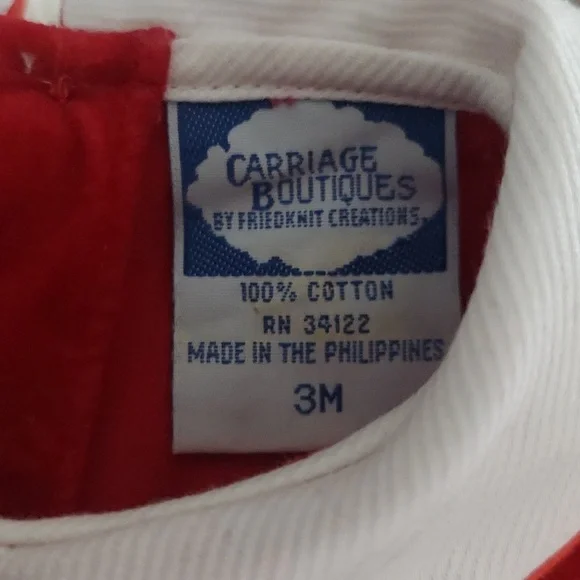 CARRIAGE
BOUTIQUES
BY FRIEDKNIT CREATIONS
100% COTTON
RN 34122
MADE IN THE PHILIPPINES
3M